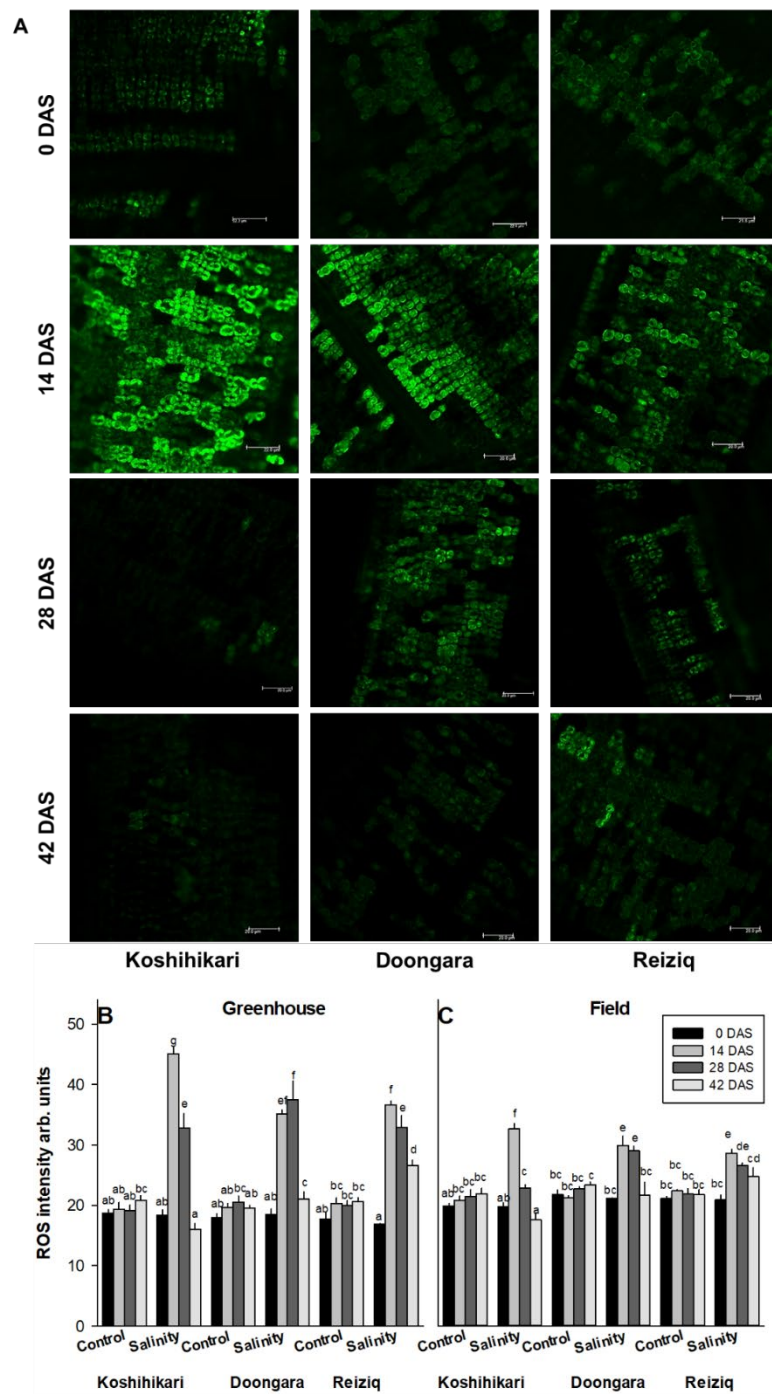 A
0 DAS
14 DAS
28 DAS
42 DAS
Koshihikari Doongara Reiziq
B Greenhouse
C Field
0 DAS
14 DAS
28 DAS
42 DAS
ROS intensity arb. units
50
40
30
20
10
0
ab ab ab bc ab g e a ab ab bc ab ab ef f c ab bc bc bc a f e d
ab bc bc bc ab f c a bc bc bc c bc e e bc bc bc bc bc ab e de cd
Control Salinity Control Salinity Control Salinity Control Salinity Control Salinity Control Salinity
Koshihikari Doongara Reiziq Koshihikari Doongara Reiziq